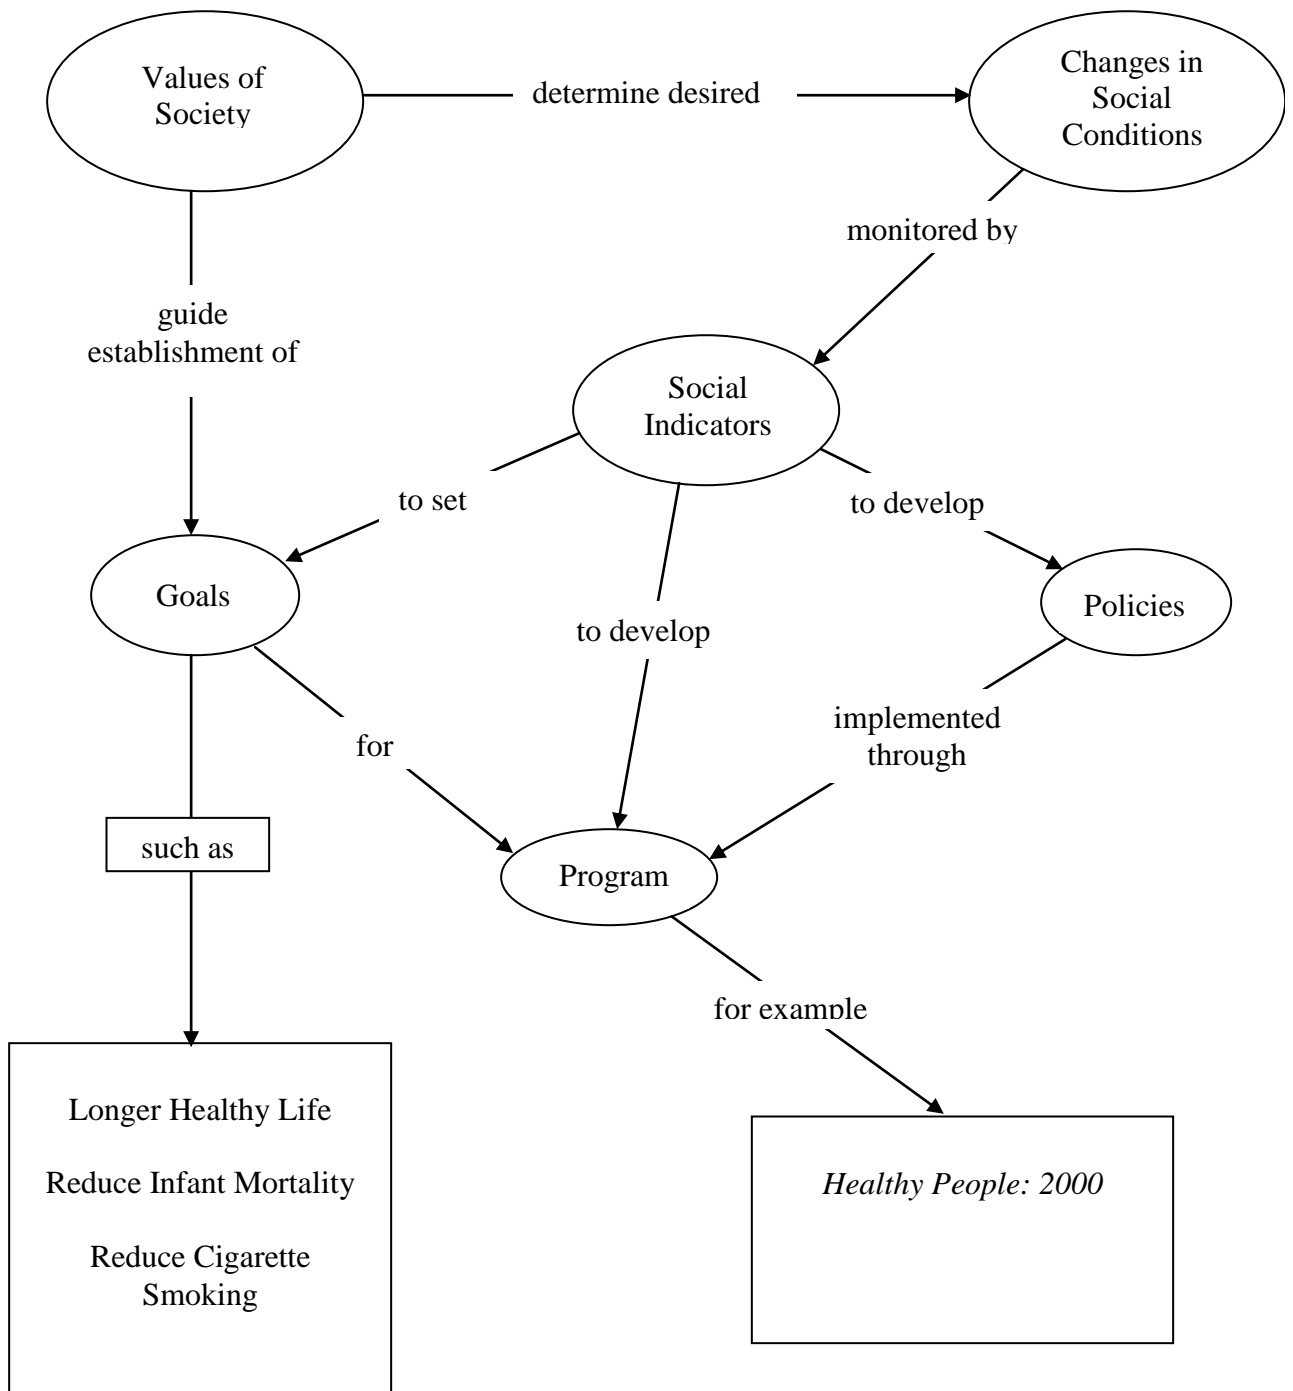 Values of
Society
determine desired
Changes in
Social
Conditions
monitored by
guide
establishment of
Social
Indicators
to set
to develop
Goals
to develop
Policies
for
implemented
through
such as
Program
for example
Longer Healthy Life
Reduce Infant Mortality
Reduce Cigarette
Smoking
Healthy People: 2000